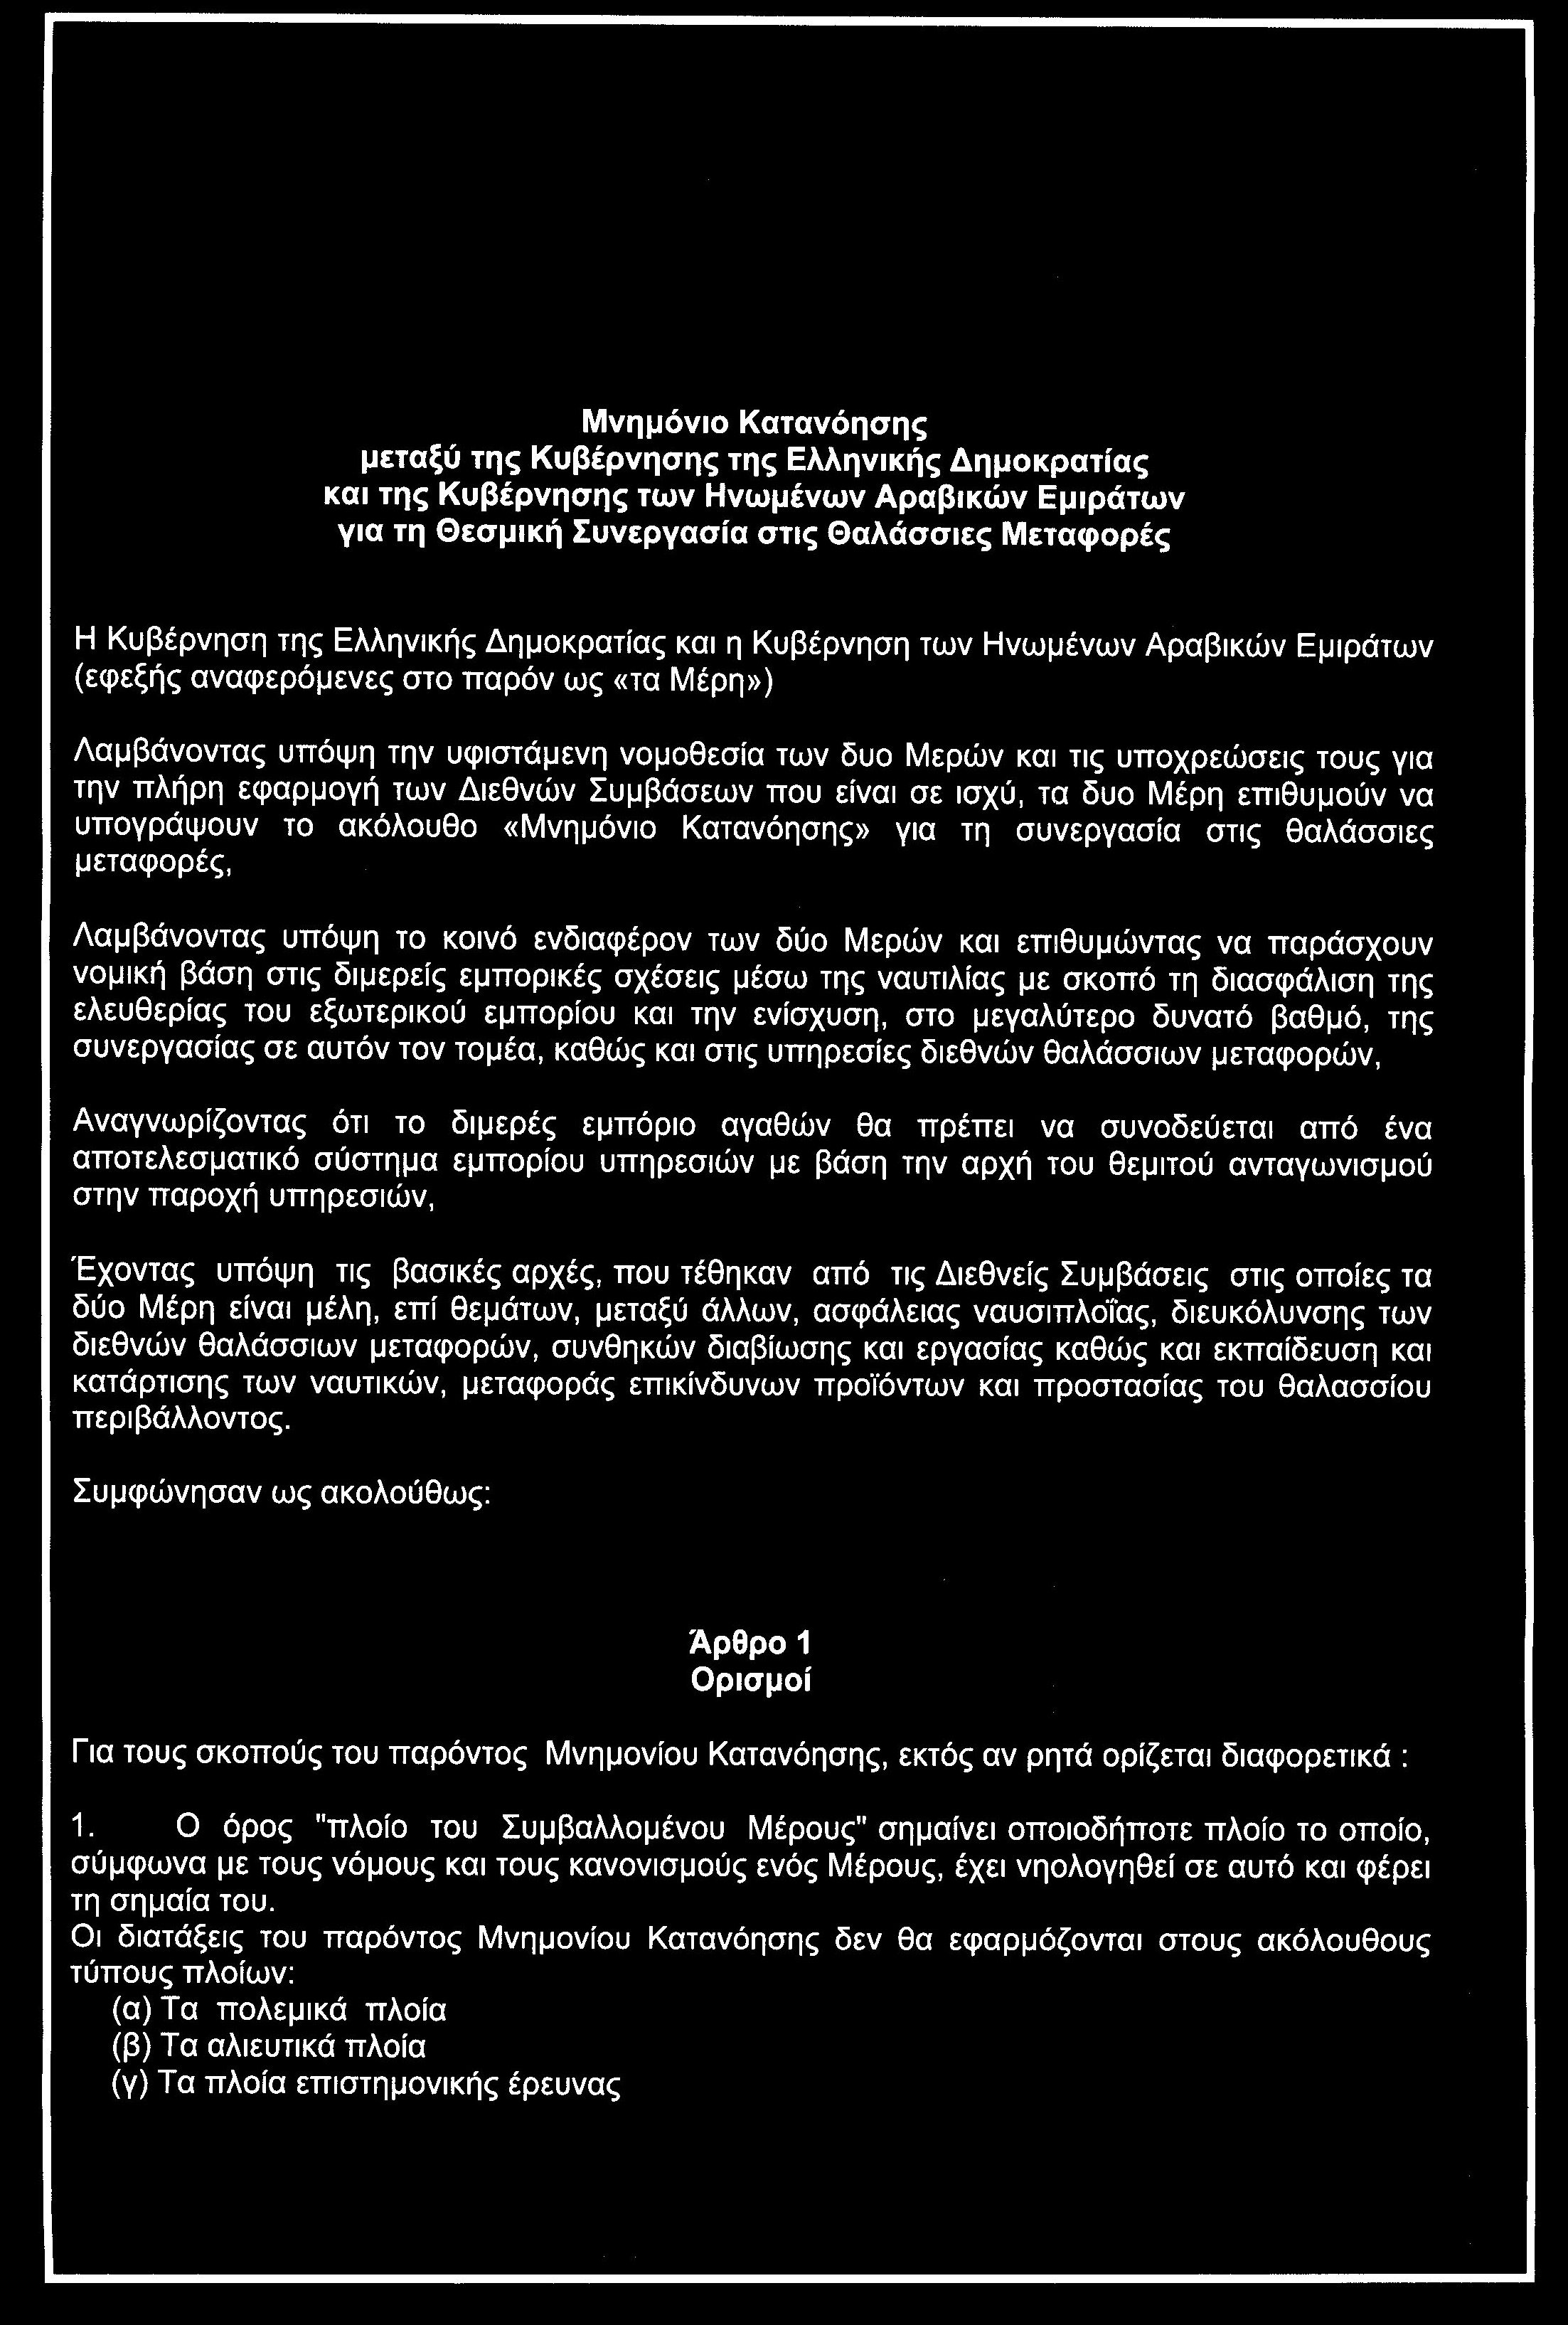 Μνημόνιο Κατανόησης
μεταξύ της Κυβέρνησης της Ελληνικής Δημοκρατίας
και της Κυβέρνησης των Ηνωμένων Αραβικών Εμιράτων
για τη Θεσμική Συνεργασία στις Θαλάσσιες Μεταφορές
Η Κυβέρνηση της Ελληνικής Δημοκρατίας και η Κυβέρνηση των Ηνωμένων Αραβικών Εμιράτων
(εφεξής αναφερόμενες στο παρόν ως «τα Μέρη»)
Λαμβάνοντας υπόψη την υφιστάμενη νομοθεσία των δυο Μερών και τις υποχρεώσεις τους για
την πλήρη εφαρμογή των Διεθνών Συμβάσεων που είναι σε ισχύ, τα δυο Μέρη επιθυμούν να
υπογράψουν το ακόλουθο «Μνημόνιο Κατανόησης» για τη συνεργασία στις θαλάσσιες
μεταφορές,
Λαμβάνοντας υπόψη το κοινό ενδιαφέρον των δύο Μερών και επιθυμώντας να παράσχουν
νομική βάση στις διμερείς εμπορικές σχέσεις μέσω της ναυτιλίας με σκοπό τη διασφάλιση της
ελευθερίας του εξωτερικού εμπορίου και την ενίσχυση, στο μεγαλύτερο δυνατό βαθμό, της
συνεργασίας σε αυτόν τον τομέα, καθώς και στις υπηρεσίες διεθνών θαλάσσιων μεταφορών,
Αναγνωρίζοντας ότι το διμερές εμπόριο αγαθών θα πρέπει να συνοδεύεται από ένα
αποτελεσματικό σύστημα εμπορίου υπηρεσιών με βάση την αρχή του θεμιτού ανταγωνισμού
στην παροχή υπηρεσιών,
Έχοντας υπόψη τις βασικές αρχές, που τέθηκαν από τις Διεθνείς Συμβάσεις στις οποίες τα
δύο Μέρη είναι μέλη, επί θεμάτων, μεταξύ άλλων, ασφάλειας ναυσιπλοΐας, διευκόλυνσης των
διεθνών θαλάσσιων μεταφορών, συνθηκών διαβίωσης και εργασίας καθώς και εκπαίδευση και
κατάρτισης των ναυτικών, μεταφοράς επικίνδυνων προϊόντων και προστασίας του θαλασσίου
περιβάλλοντος.
Συμφώνησαν ως ακολούθως:
Άρθρο 1
Ορισμοί
Για τους σκοπούς του παρόντος Μνημονίου Κατανόησης, εκτός αν ρητά ορίζεται διαφορετικά :
1. Ο όρος "πλοίο του Συμβαλλομένου Μέρους" σημαίνει οποιοδήποτε πλοίο το οποίο,
σύμφωνα με τους νόμους και τους κανονισμούς ενός Μέρους, έχει νηολογηθεί σε αυτό και φέρει
τη σημαία του.
Οι διατάξεις του παρόντος Μνημονίου Κατανόησης δεν θα εφαρμόζονται στους ακόλουθους
τύπους πλοίων:
(α) Τα πολεμικά πλοία
(β) Τα αλιευτικά πλοία
(γ) Τα πλοία επιστημονικής έρευνας